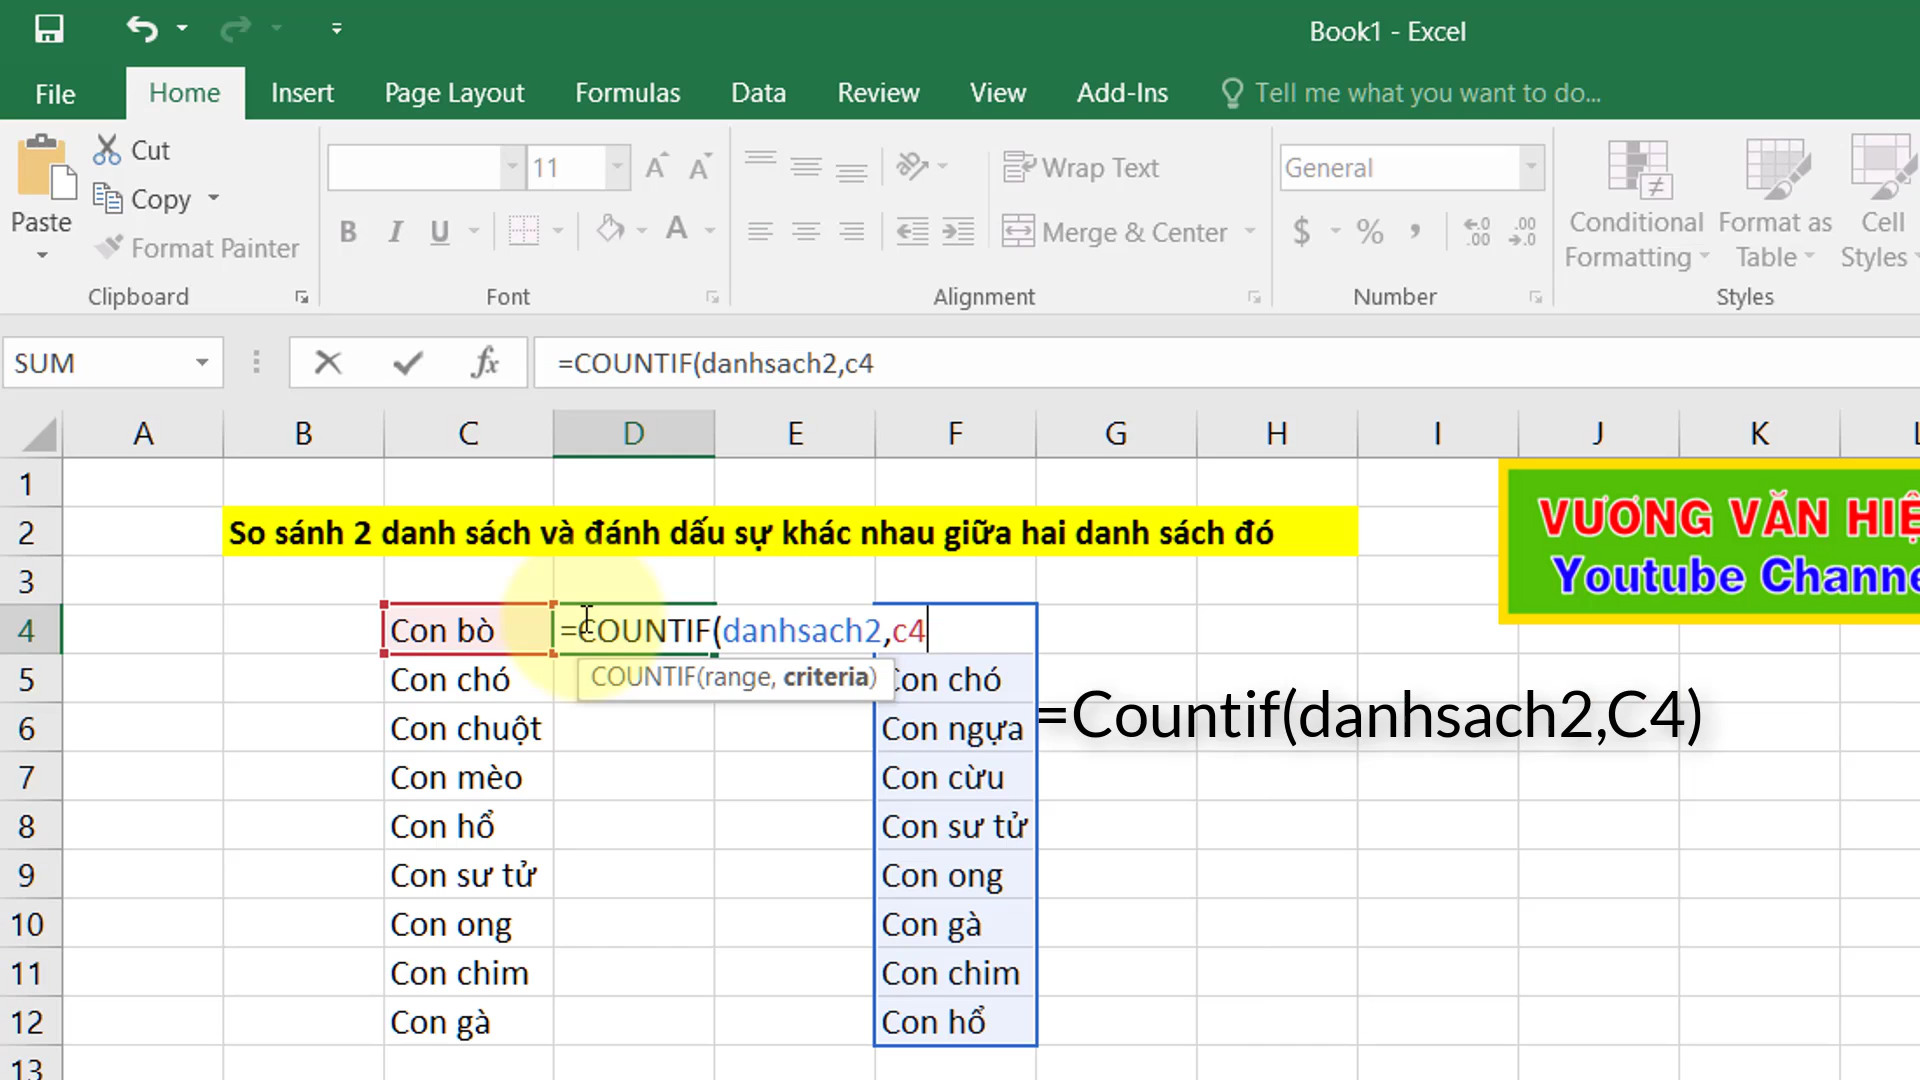 Book1 - Excel
File Home Insert Page Layout Formulas Data Review View Add-Ins Tell me what you want to do...
Paste
Cut
Copy
Format Painter
Clipboard
11
B I U
Font
Wrap Text
Merge & Center
Alignment
General
$ % ,
Number
Conditional Formatting
Format as Table
Cell Styles
Styles
SUM
fx
=COUNTIF(danhsach2,c4
A B C D E F G H I J K
1
2 So sánh 2 danh sách và đánh dấu sự khác nhau giữa hai danh sách đó
VƯƠNG VĂN
Youtube
3
4 Con bò =COUNTIF(danhsach2,c4
COUNTIF(range, criteria)
5 Con chó Con chó
=Countif(danhsach2,C4)
6 Con chuột Con ngựa
7 Con mèo Con cừu
8 Con hổ Con sư tử
9 Con sư tử Con ong
10 Con ong Con gà
11 Con chim Con chim
12 Con gà Con hổ
13